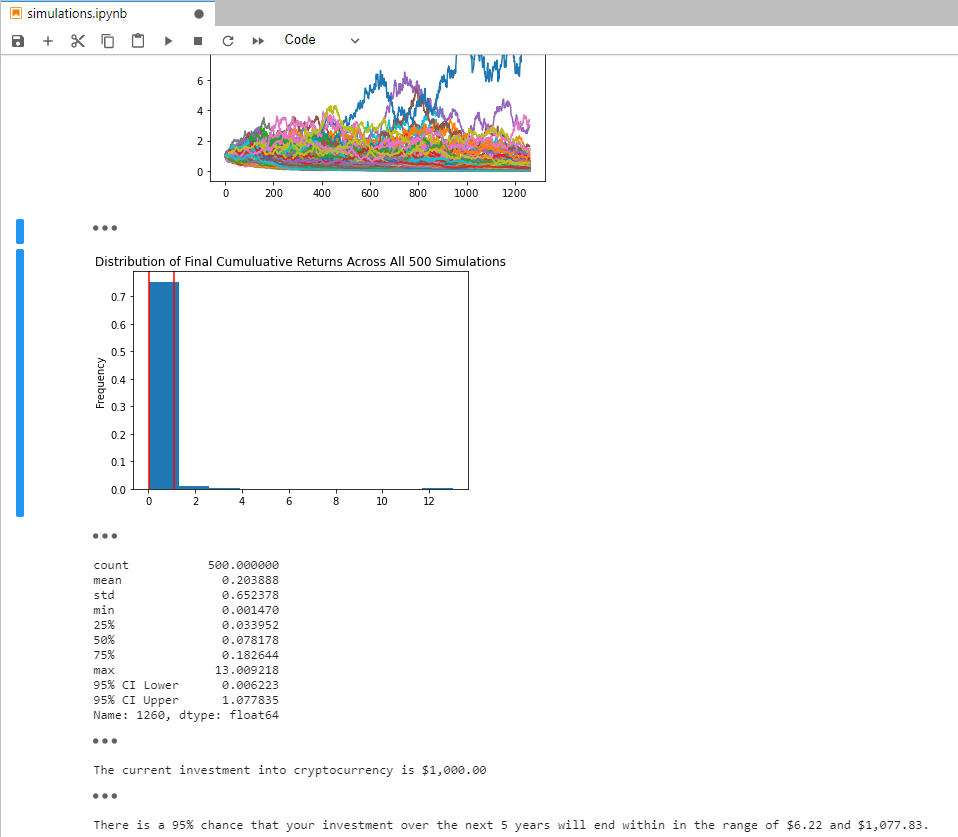 simulations.ipynb
Code
6
4
2
0
0 200 400 600 800 1000 1200
Distribution of Final Cumuluative Returns Across All 500 Simulations
0.7
0.6
0.5
0.4
0.3
0.2
0.1
0.0
Frequency
0 2 4 6 8 10 12
count 500.000000
mean 0.203888
std 0.652378
min 0.001470
25% 0.033952
50% 0.078178
75% 0.182644
max 13.009218
95% CI Lower 0.006223
95% CI Upper 1.077835
Name: 1260, dtype: float64
The current investment into cryptocurrency is $1,000.00
There is a 95% chance that your investment over the next 5 years will end within in the range of $6.22 and $1,077.83.